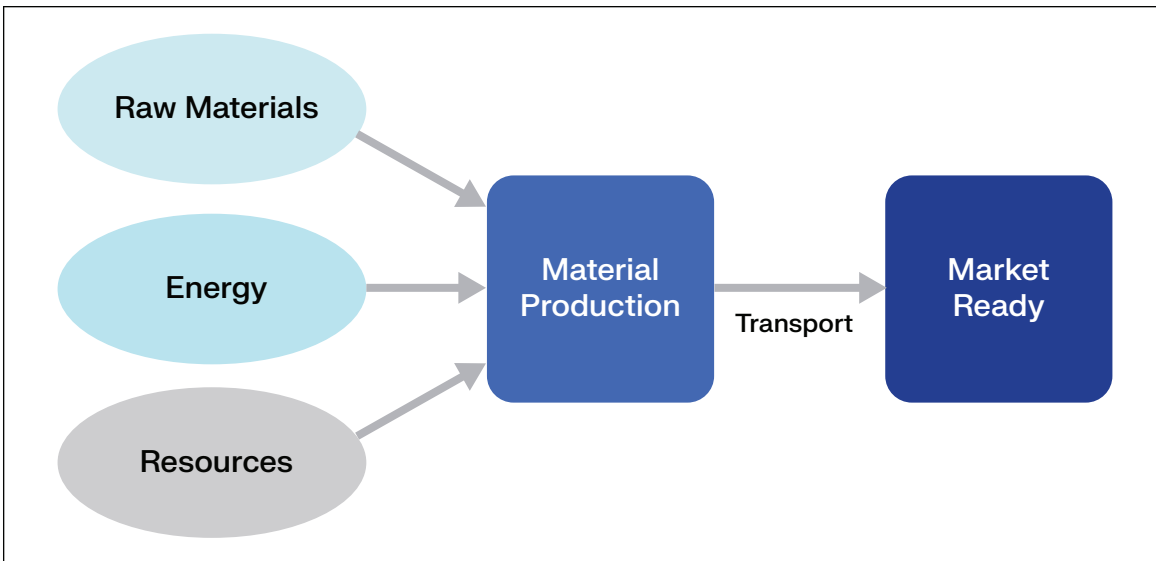 Raw Materials
Energy
Resources
Material
Production
Transport
Market
Ready